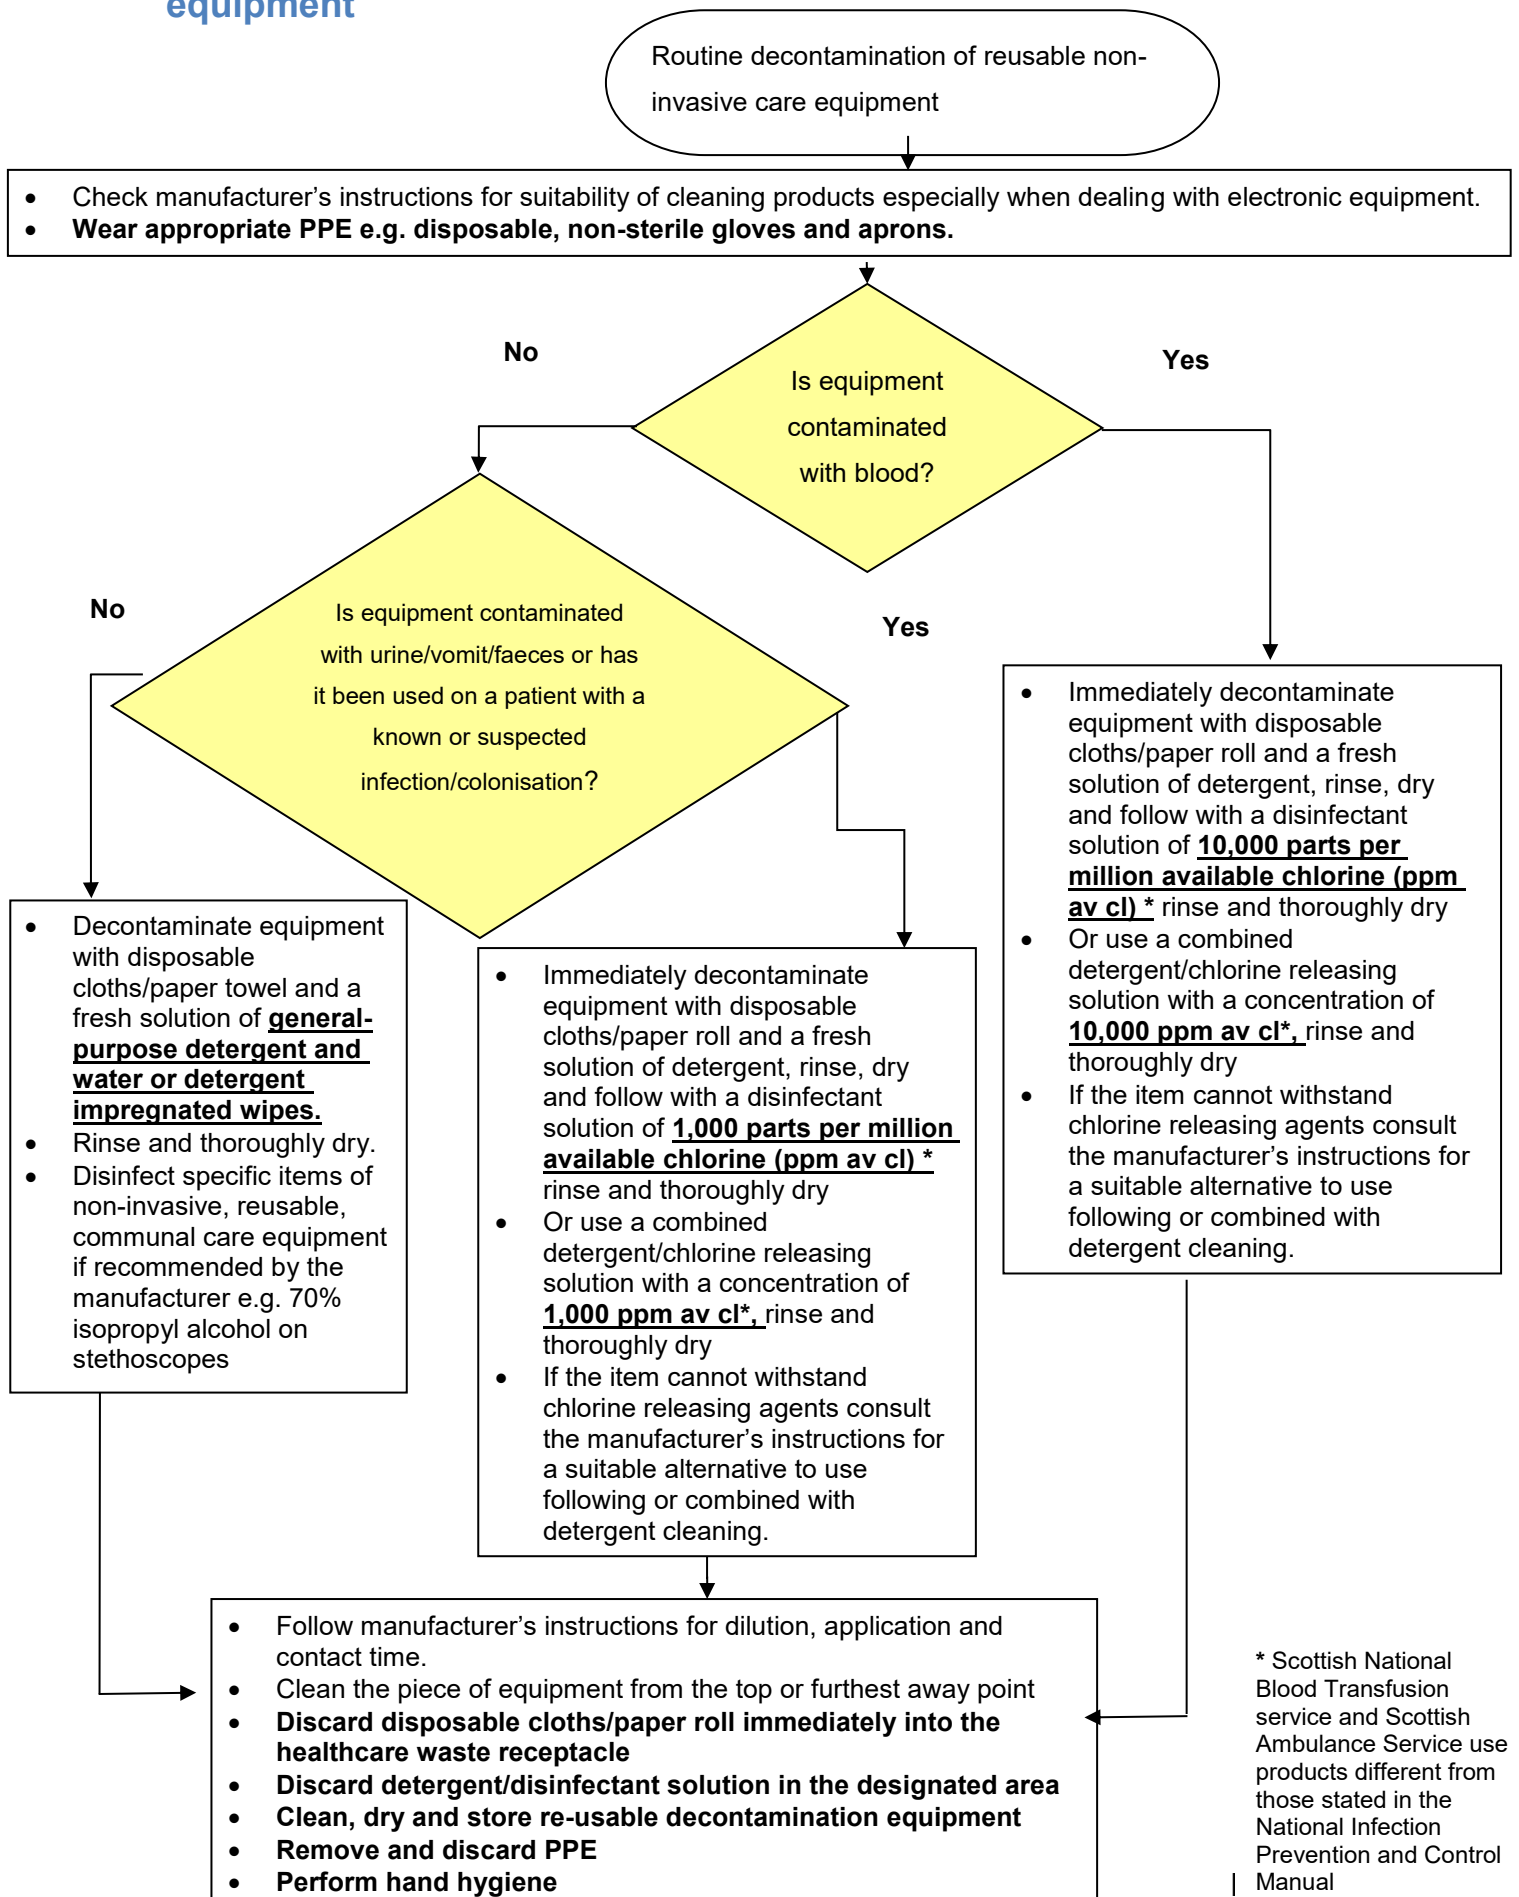 equipment
Routine decontamination of reusable non-
invasive care equipment
• Check manufacturer’s instructions for suitability of cleaning products especially when dealing with electronic equipment.
• Wear appropriate PPE e.g. disposable, non-sterile gloves and aprons.
No
Yes
Is equipment
contaminated
with blood?
No
Yes
Is equipment contaminated
with urine/vomit/faeces or has
it been used on a patient with a
known or suspected
infection/colonisation?
• Decontaminate equipment
with disposable
cloths/paper towel and a
fresh solution of general-
purpose detergent and
water or detergent
impregnated wipes.
• Rinse and thoroughly dry.
• Disinfect specific items of
non-invasive, reusable,
communal care equipment
if recommended by the
manufacturer e.g. 70%
isopropyl alcohol on
stethoscopes
• Immediately decontaminate
equipment with disposable
cloths/paper roll and a fresh
solution of detergent, rinse, dry
and follow with a disinfectant
solution of 1,000 parts per million
available chlorine (ppm av cl) *
rinse and thoroughly dry
• Or use a combined
detergent/chlorine releasing
solution with a concentration of
1,000 ppm av cl*, rinse and
thoroughly dry
• If the item cannot withstand
chlorine releasing agents consult
the manufacturer’s instructions for
a suitable alternative to use
following or combined with
detergent cleaning.
• Immediately decontaminate
equipment with disposable
cloths/paper roll and a fresh
solution of detergent, rinse, dry
and follow with a disinfectant
solution of 10,000 parts per
million available chlorine (ppm
av cl) * rinse and thoroughly dry
• Or use a combined
detergent/chlorine releasing
solution with a concentration of
10,000 ppm av cl*, rinse and
thoroughly dry
• If the item cannot withstand
chlorine releasing agents consult
the manufacturer’s instructions for
a suitable alternative to use
following or combined with
detergent cleaning.
• Follow manufacturer’s instructions for dilution, application and
contact time.
• Clean the piece of equipment from the top or furthest away point
• Discard disposable cloths/paper roll immediately into the
healthcare waste receptacle
• Discard detergent/disinfectant solution in the designated area
• Clean, dry and store re-usable decontamination equipment
• Remove and discard PPE
• Perform hand hygiene
* Scottish National
Blood Transfusion
service and Scottish
Ambulance Service use
products different from
those stated in the
National Infection
Prevention and Control
Manual